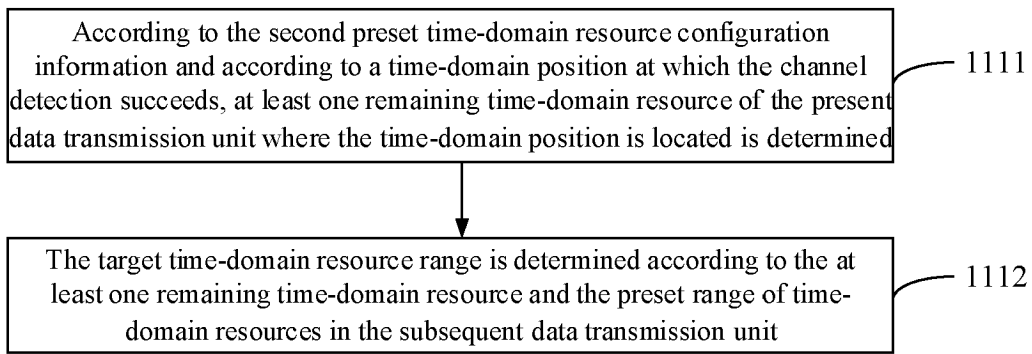 According to the second preset time-domain resource configuration
information and according to a time-domain position at which the channel
detection succeeds, at least one remaining time-domain resource of the present
data transmission unit where the time-domain position is located is determined
1111
The target time-domain resource range is determined according to the at
least one remaining time-domain resource and the preset range of time-
domain resources in the subsequent data transmission unit
1112